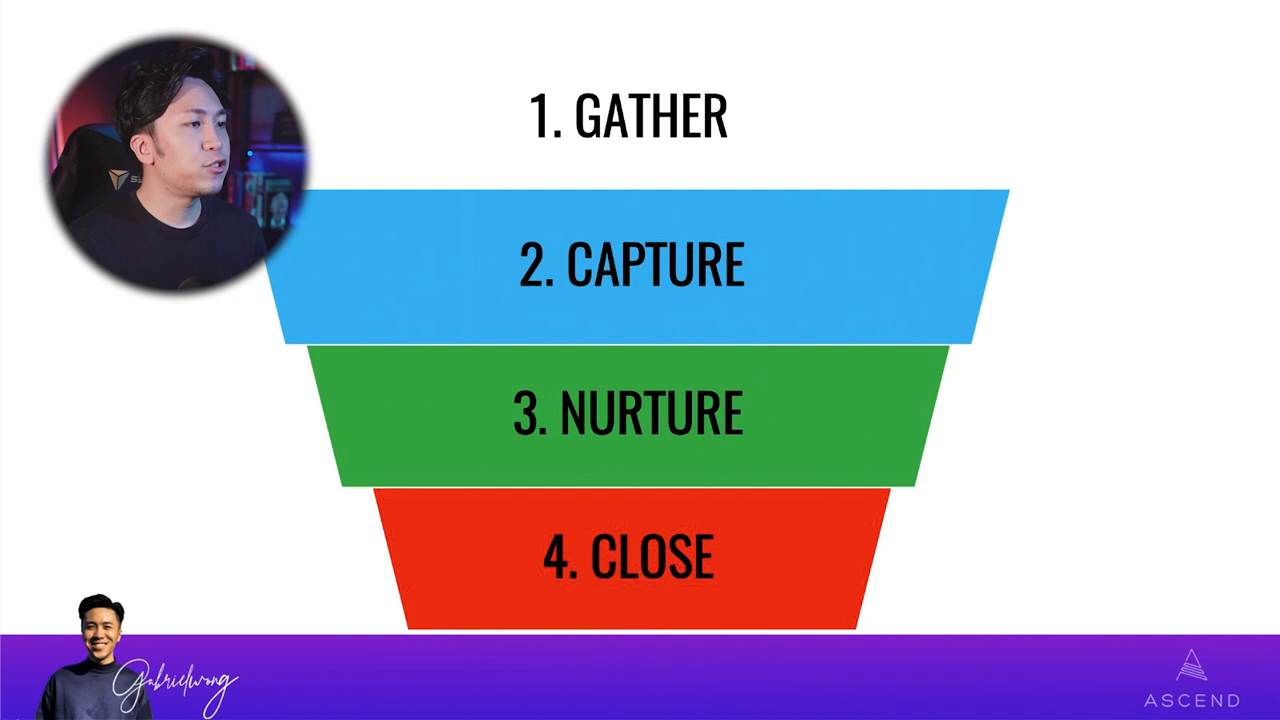 1. GATHER
2. CAPTURE
3. NURTURE
4. CLOSE
Gabrielwong
ASCEND